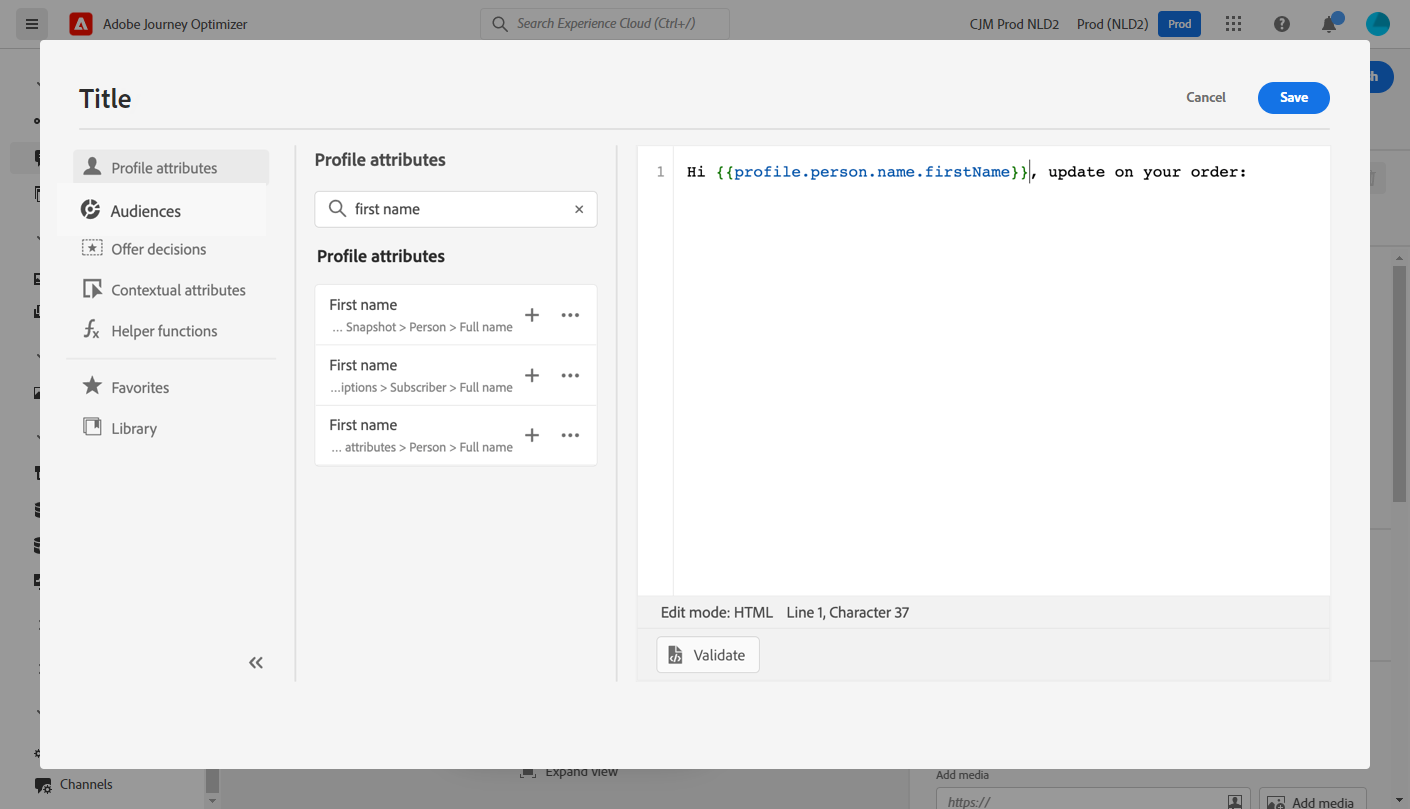 Adobe Journey Optimizer
Search Experience Cloud (Ctrl+/)
CJM Prod NLD2
Prod (NLD2)
Prod
h
Title
Cancel
Save
Profile attributes
Audiences
Offer decisions
Contextual attributes
Helper functions
Favorites
Library
Profile attributes
first name
Profile attributes
First name
... Snapshot > Person > Full name
First name
...iptions > Subscriber > Full name
First name
... attributes > Person > Full name
1
Hi {{profile.person.name.firstName}}, update on your order:
Edit mode: HTML Line 1, Character 37
Validate
Channels
Expand view
Add media
https://
Add media